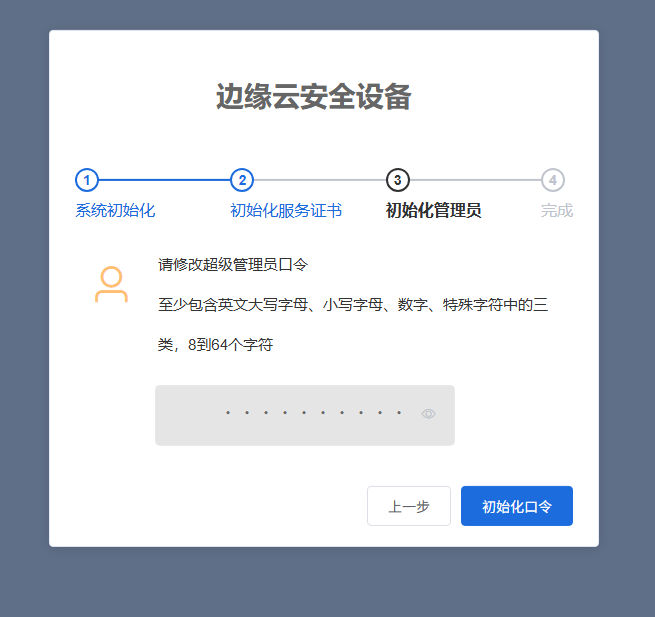 边缘云安全设备
1 2 3 4
系统初始化 初始化服务证书 初始化管理员 完成
请修改超级管理员口令
至少包含英文大写字母、小写字母、数字、特殊字符中的三
类，8到64个字符
上一步 初始化口令